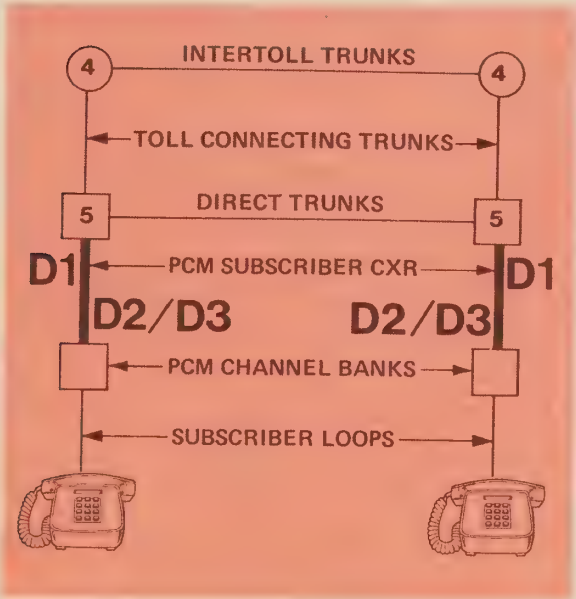 INTERTOLL TRUNKS
4 4
TOLL CONNECTING TRUNKS
DIRECT TRUNKS
5 5
D1 PCM SUBSCRIBER CXR D1
D2/D3 D2/D3
PCM CHANNEL BANKS
SUBSCRIBER LOOPS